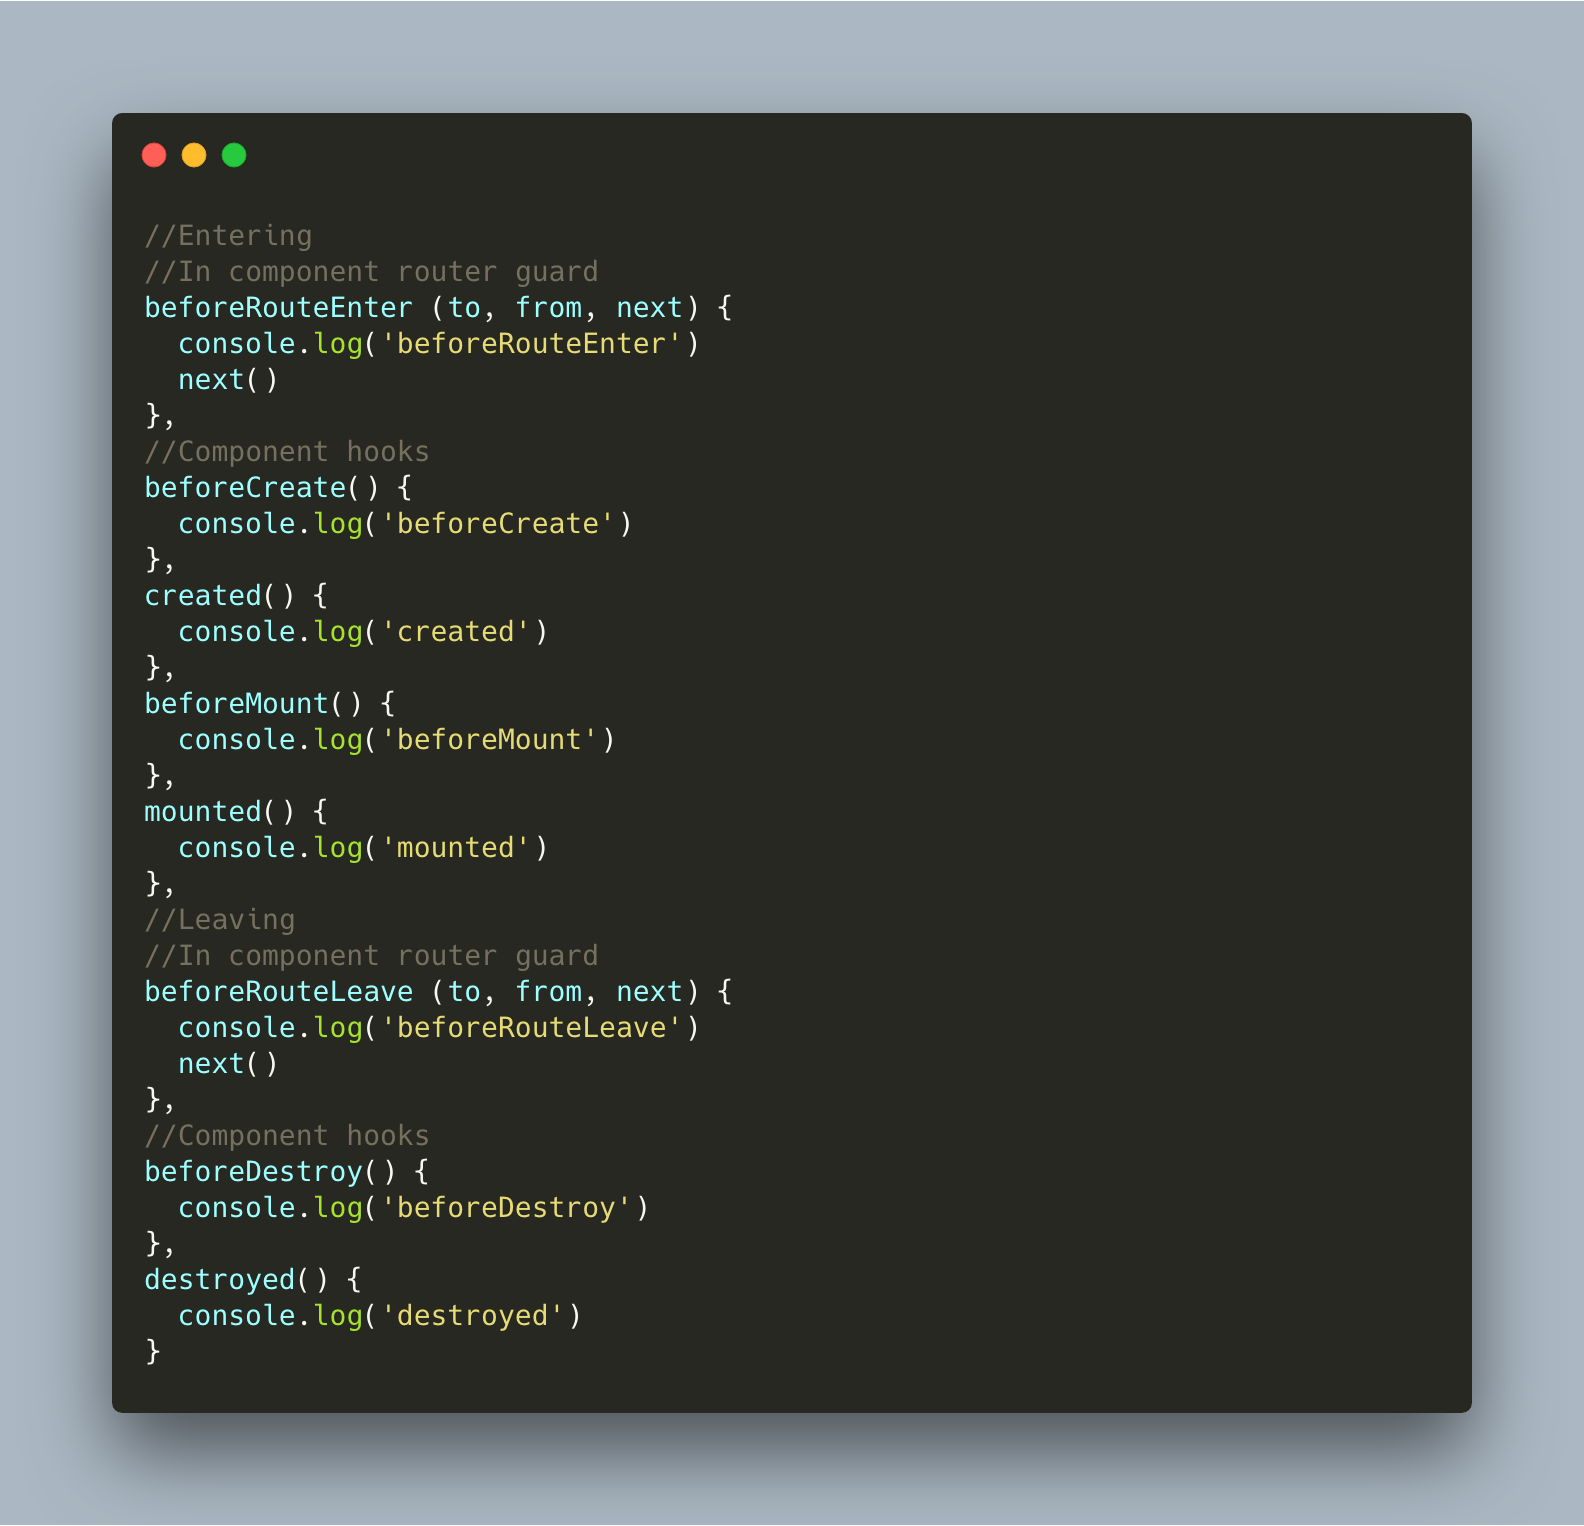 //Entering
//In component router guard
beforeRouteEnter (to, from, next) {
  console.log('beforeRouteEnter')
  next()
},
//Component hooks
beforeCreate() {
  console.log('beforeCreate')
},
created() {
  console.log('created')
},
beforeMount() {
  console.log('beforeMount')
},
mounted() {
  console.log('mounted')
},
//Leaving
//In component router guard
beforeRouteLeave (to, from, next) {
  console.log('beforeRouteLeave')
  next()
},
//Component hooks
beforeDestroy() {
  console.log('beforeDestroy')
},
destroyed() {
  console.log('destroyed')
}